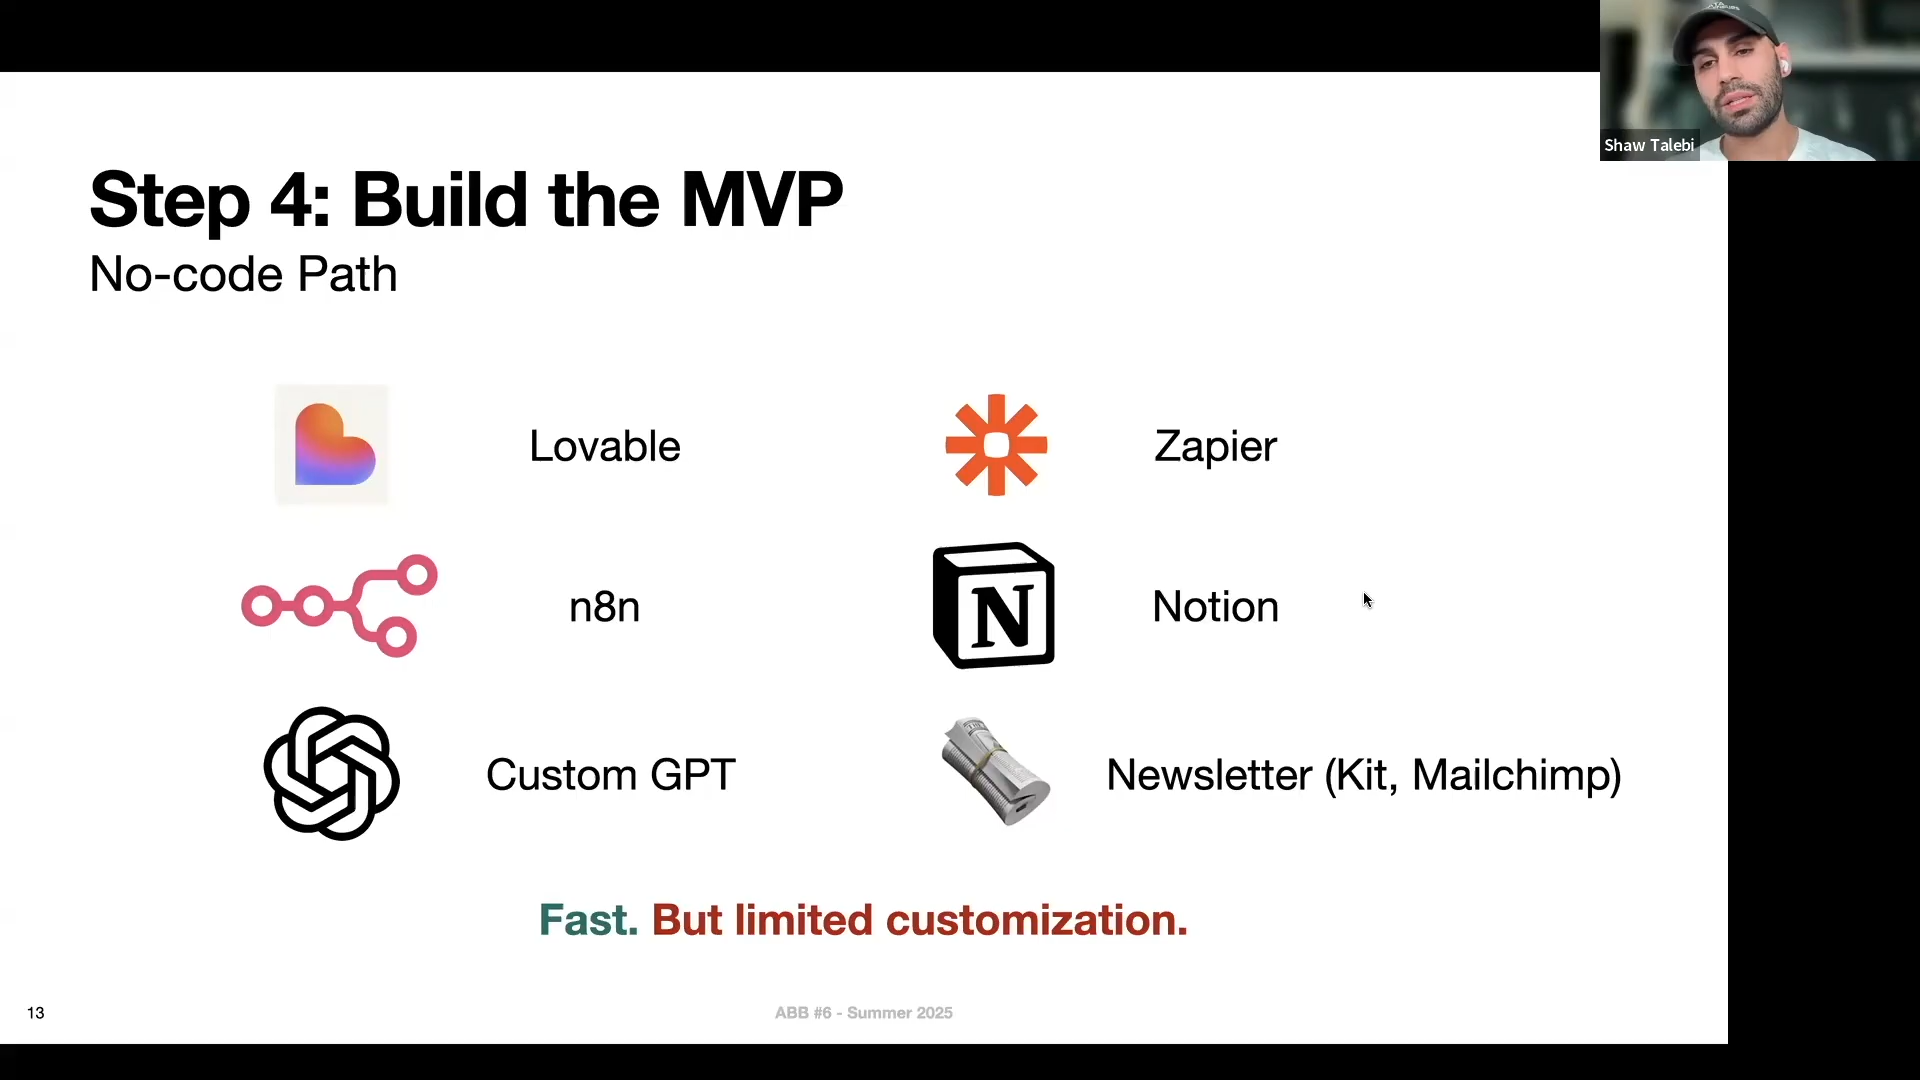 Shaw Talebi
Step 4: Build the MVP
No-code Path
Lovable
Zapier
n8n
N
Notion
Custom GPT
Newsletter (Kit, Mailchimp)
Fast. But limited customization.
13
ABB #6 - Summer 2025